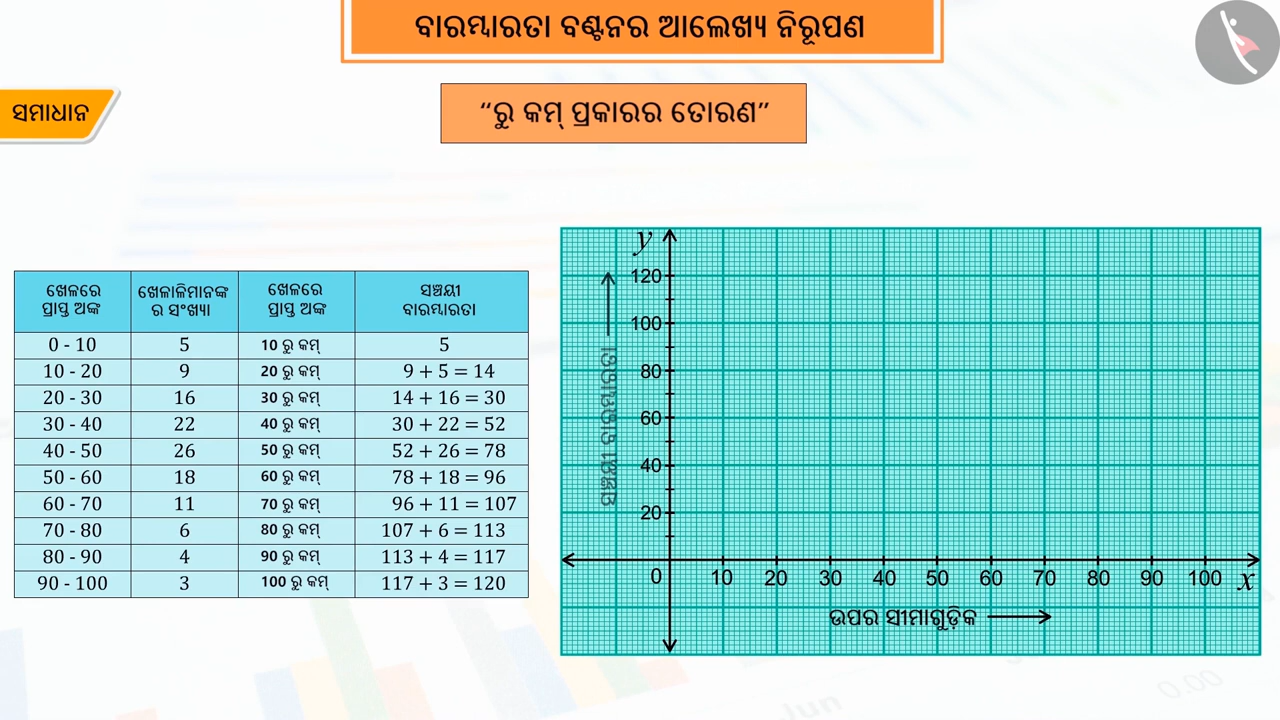 ବାରମ୍ବାରତା ବଣ୍ଟନର ଆଲେଖ୍ୟ ନିରୂପଣ
ସମାଧାନ
“ରୁ କମ୍ ପ୍ରକାରର ତୋରଣ”
ଖେଳରେ ପ୍ରାପ୍ତ ଅଙ୍କ ଖେଳାଳିମାନଙ୍କ ର ସଂଖ୍ୟା ଖେଳରେ ପ୍ରାପ୍ତ ଅଙ୍କ ସଞ୍ଚୟୀ ବାରମ୍ବାରତା
0 - 10 5 10 ରୁ କମ୍ 5
10 - 20 9 20 ରୁ କମ୍ 9 + 5 = 14
20 - 30 16 30 ରୁ କମ୍ 14 + 16 = 30
30 - 40 22 40 ରୁ କମ୍ 30 + 22 = 52
40 - 50 26 50 ରୁ କମ୍ 52 + 26 = 78
50 - 60 18 60 ରୁ କମ୍ 78 + 18 = 96
60 - 70 11 70 ରୁ କମ୍ 96 + 11 = 107
70 - 80 6 80 ରୁ କମ୍ 107 + 6 = 113
80 - 90 4 90 ରୁ କମ୍ 113 + 4 = 117
90 - 100 3 100 ରୁ କମ୍ 117 + 3 = 120
y
120
100
80
60
40
20
ସଞ୍ଚୟୀ ବାରମ୍ବାରତା
0 10 20 30 40 50 60 70 80 90 100 x
ଉପର ସୀମାଗୁଡ଼ିକ
Jun
0.00